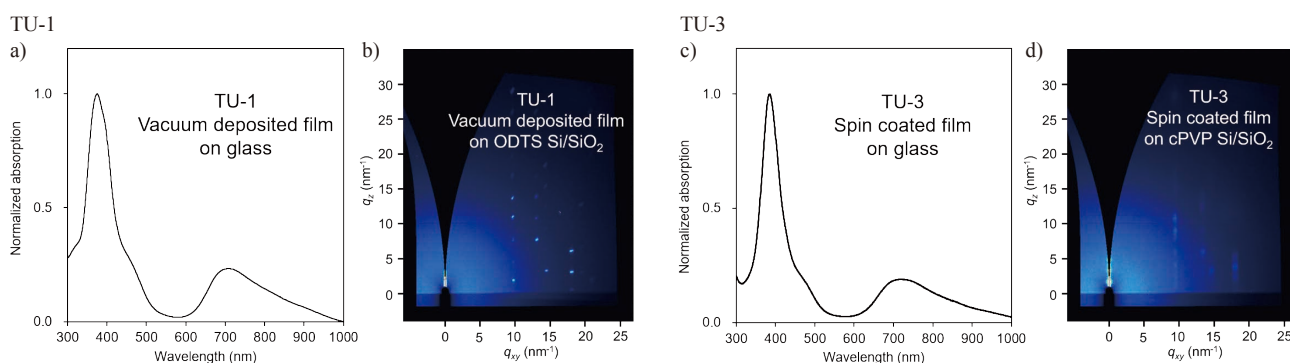 TU-1
a)
1.0
0.5
0.0
Normalized absorption
TU-1
Vacuum deposited film
on glass
300 400 500 600 700 800 900 1000
Wavelength (nm)
b)
30
25
20
15
10
5
0
qz (nm⁻¹)
TU-1
Vacuum deposited film
on ODTS Si/SiO₂
0 5 10 15 20 25
qxy (nm⁻¹)
TU-3
c)
1.0
0.5
0.0
Normalized absorption
TU-3
Spin coated film
on glass
300 400 500 600 700 800 900 1000
Wavelength (nm)
d)
30
25
20
15
10
5
0
qz (nm⁻¹)
TU-3
Spin coated film
on cPVP Si/SiO₂
0 5 10 15 20 25
qxy (nm⁻¹)